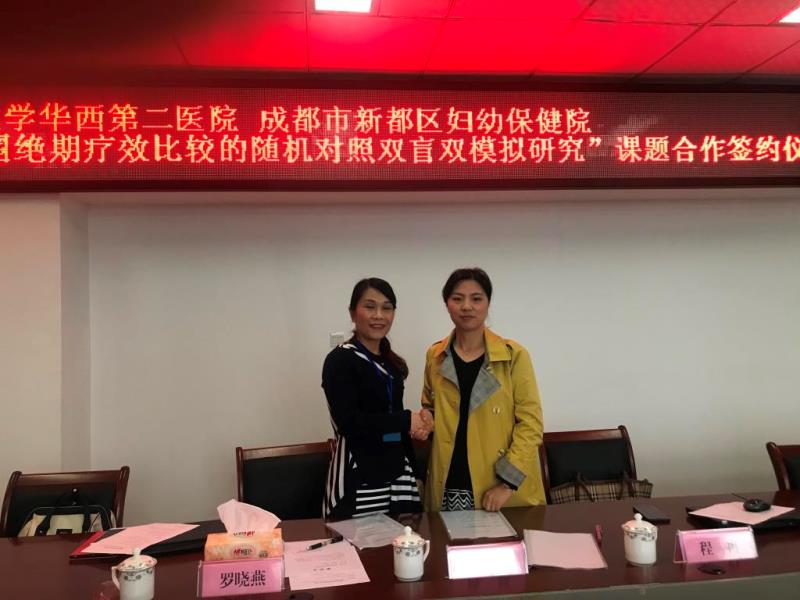 学华西第二医院 成都市新都区妇幼保健院
绝期疗效比较的随机对照双盲双模拟研究”课题合作签约仪
罗晓燕
程